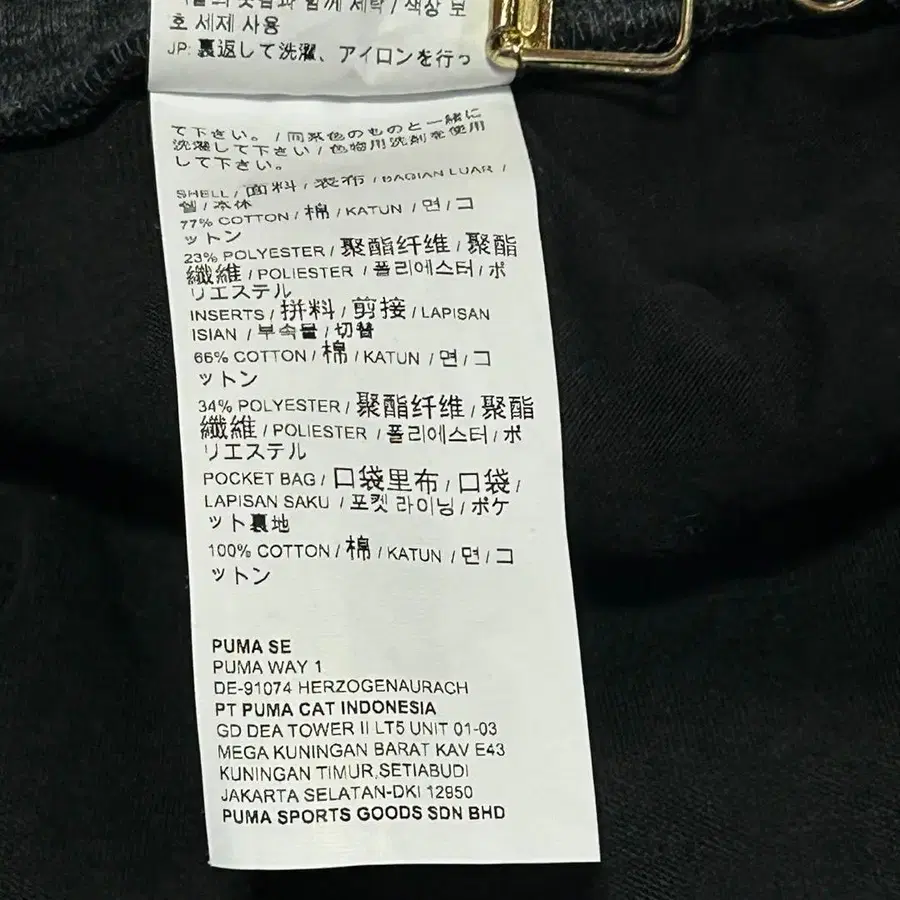 호 세제 사용
JP: 裏返して洗濯、アイロンを行っ
て下さい。/ 同系色のものと一緒に
洗濯して下さい / 色物用洗剤を使用
して下さい。
SHELL / 面料 / 表布 / BAGIAN LUAR /
쉘 / 本体
77% COTTON / 棉 / KATUN / 면 / コ
ットン
23% POLYESTER / 聚酯纤维 / 聚酯
纖維 / POLIESTER / 폴리에스터 / ポ
リエステル
INSERTS / 拼料 / 剪接 / LAPISAN
ISIAN / 부속물 / 切替
66% COTTON / 棉 / KATUN / 면 / コ
ットン
34% POLYESTER / 聚酯纤维 / 聚酯
纖維 / POLIESTER / 폴리에스터 / ポ
リエステル
POCKET BAG / 口袋里布 / 口袋 /
LAPISAN SAKU / 포켓 라이닝 / ポケ
ット裏地
100% COTTON / 棉 / KATUN / 면 / コ
ットン
PUMA SE
PUMA WAY 1
DE-91074 HERZOGENAURACH
PT PUMA CAT INDONESIA
GD DEA TOWER II LT5 UNIT 01-03
MEGA KUNINGAN BARAT KAV E43
KUNINGAN TIMUR,SETIABUDI
JAKARTA SELATAN-DKI 12950
PUMA SPORTS GOODS SDN BHD